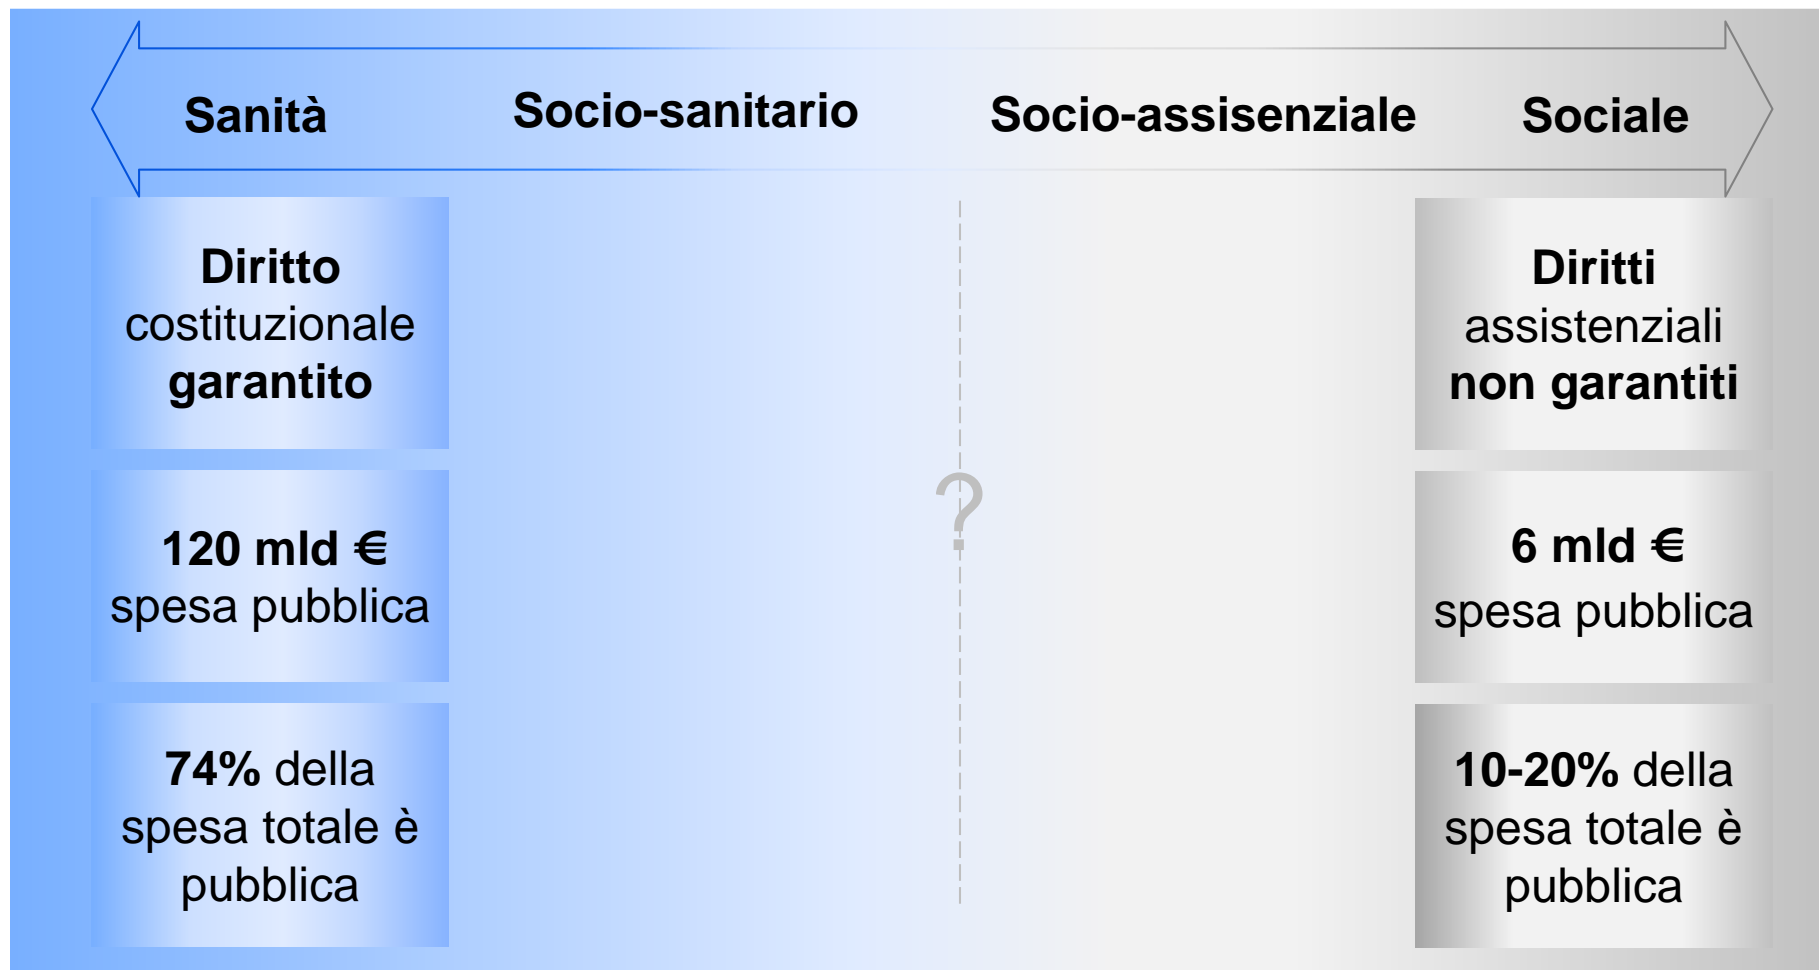 Sanità
Socio-sanitario
Socio-assisenziale
Sociale
Diritto
costituzionale
garantito
Diritti
assistenziali
non garantiti
?
120 mld €
spesa pubblica
6 mld €
spesa pubblica
74% della
spesa totale è
pubblica
10-20% della
spesa totale è
pubblica